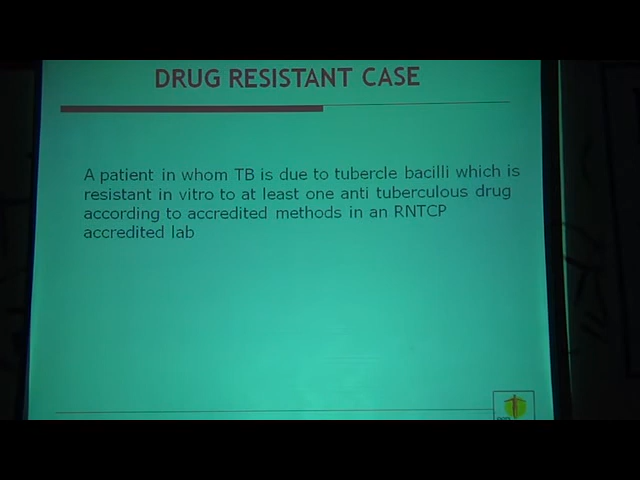 DRUG RESISTANT CASE
A patient in whom TB is due to tubercle bacilli which is
resistant in vitro to at least one anti tuberculous drug
according to accredited methods in an RNTCP
accredited lab